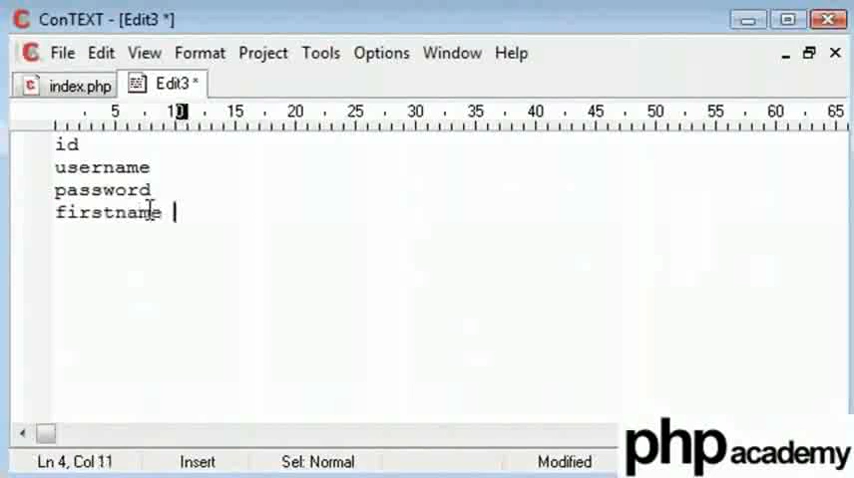 ConTEXT - [Edit3 *]
File Edit View Format Project Tools Options Window Help
index.php Edit3 *
5 10 15 20 25 30 35 40 45 50 55 60 65
id
username
password
firstname
Ln 4, Col 11 Insert Sel: Normal Modified
php academy